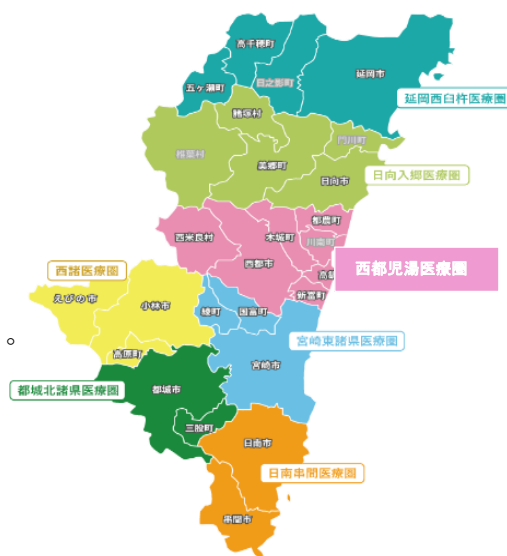 高千穂町
日之影町
延岡市
五ヶ瀬町
延岡西臼杵医療圏
諸塚村
門川町
椎葉村
美郷町
日向市
日向入郷医療圏
都農町
西米良村
木城町
川南町
西都市
高鍋
西都児湯医療圏
新富町
西諸医療圏
えびの市
小林市
綾町
国富町
高原町
宮崎東諸県医療圏
宮崎市
都城北諸県医療圏
都城市
三股町
日南市
日南串間医療圏
串間市